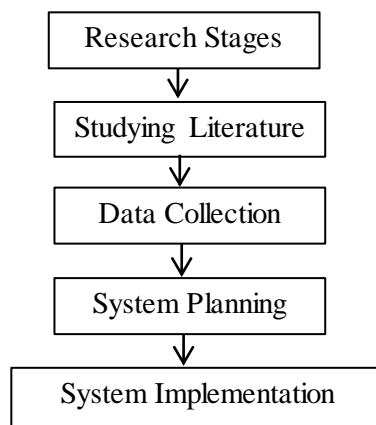 Research Stages
Studying Literature
Data Collection
System Planning
System Implementation